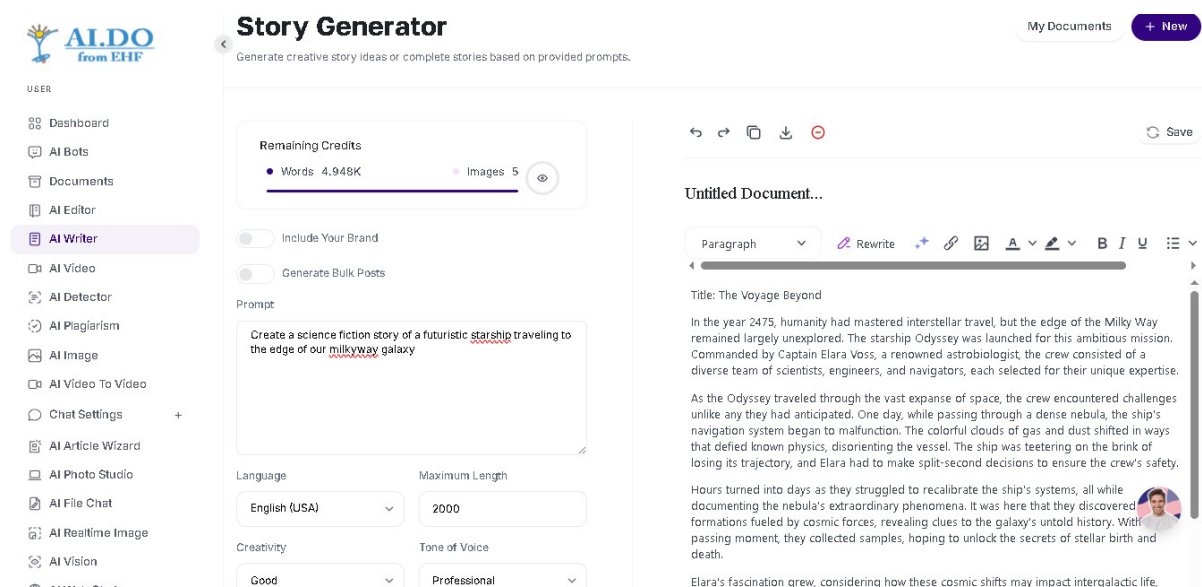 AI.DO
from EHF
USER
Dashboard
AI Bots
Documents
AI Editor
AI Writer
AI Video
AI Detector
AI Plagiarism
AI Image
AI Video To Video
Chat Settings +
AI Article Wizard
AI Photo Studio
AI File Chat
AI Realtime Image
AI Vision
Story Generator
Generate creative story ideas or complete stories based on provided prompts.
My Documents
+ New
Remaining Credits
Words 4.948K
Images 5
Include Your Brand
Generate Bulk Posts
Prompt
Create a science fiction story of a futuristic starship traveling to
the edge of our milkyway galaxy
Language
Maximum Length
English (USA)
2000
Creativity
Tone of Voice
Good
Professional
Save
Untitled Document...
Paragraph
Rewrite
A
B I U
Title: The Voyage Beyond
In the year 2475, humanity had mastered interstellar travel, but the edge of the Milky Way
remained largely unexplored. The starship Odyssey was launched for this ambitious mission.
Commanded by Captain Elara Voss, a renowned astrobiologist, the crew consisted of a
diverse team of scientists, engineers, and navigators, each selected for their unique expertise.
As the Odyssey traveled through the vast expanse of space, the crew encountered challenges
unlike any they had anticipated. One day, while passing through a dense nebula, the ship's
navigation system began to malfunction. The colorful clouds of gas and dust shifted in ways
that defied known physics, disorienting the vessel. The ship was teetering on the brink of
losing its trajectory, and Elara had to make split-second decisions to ensure the crew's safety.
Hours turned into days as they struggled to recalibrate the ship's systems, all while
documenting the nebula's extraordinary phenomena. It was here that they discovered
formations fueled by cosmic forces, revealing clues to the galaxy's untold history. With
passing moment, they collected samples, hoping to unlock the secrets of stellar birth and
death.
Elara's fascination grew, considering how these cosmic shifts may impact intergalactic life,